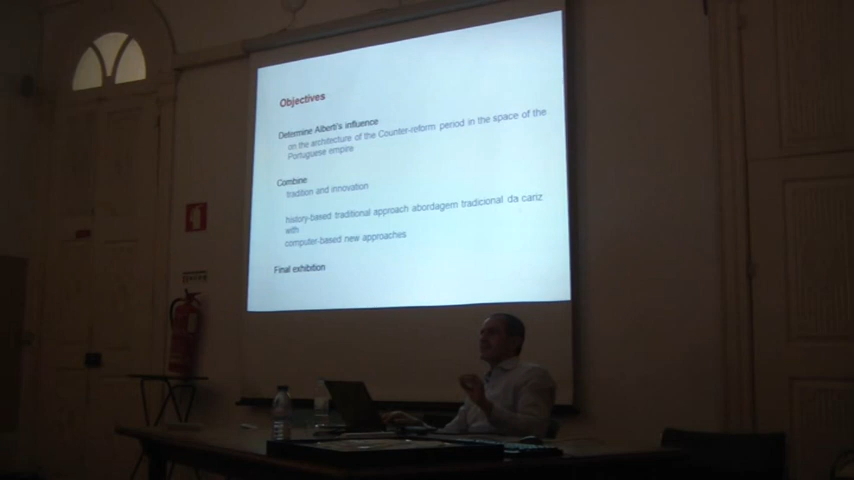 Objectives
Determine Alberti's influence
on the architecture of the Counter-reform period in the space of the
Portuguese empire
Combine
tradition and innovation
history-based traditional approach abordagem tradicional da cariz
with
computer-based new approaches
Final exhibition